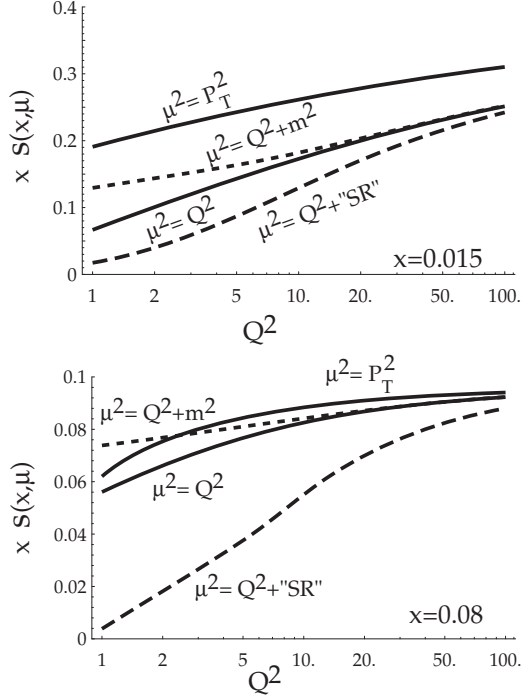 0.4
0.3
0.2
0.1
0
x S(x,μ)
μ²= P_T²
μ²= Q²+m²
μ²= Q²
μ²= Q²+"SR"
x=0.015
1 2 5 10. 20. 50. 100.
Q²
0.1
0.08
0.06
0.04
0.02
0
x S(x,μ)
μ²= P_T²
μ²= Q²+m²
μ²= Q²
μ²= Q²+"SR"
x=0.08
1 2 5 10. 20. 50. 100.
Q²